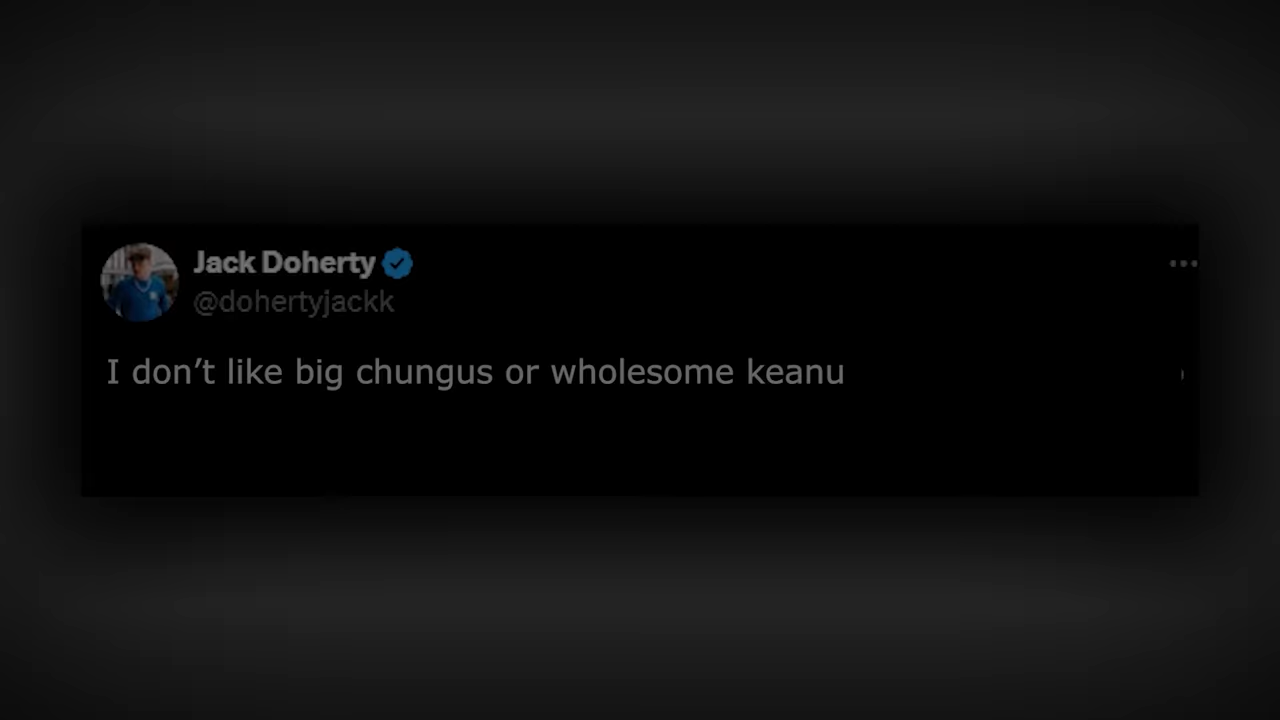 Jack Doherty
@dohertyjackk
I don’t like big chungus or wholesome keanu